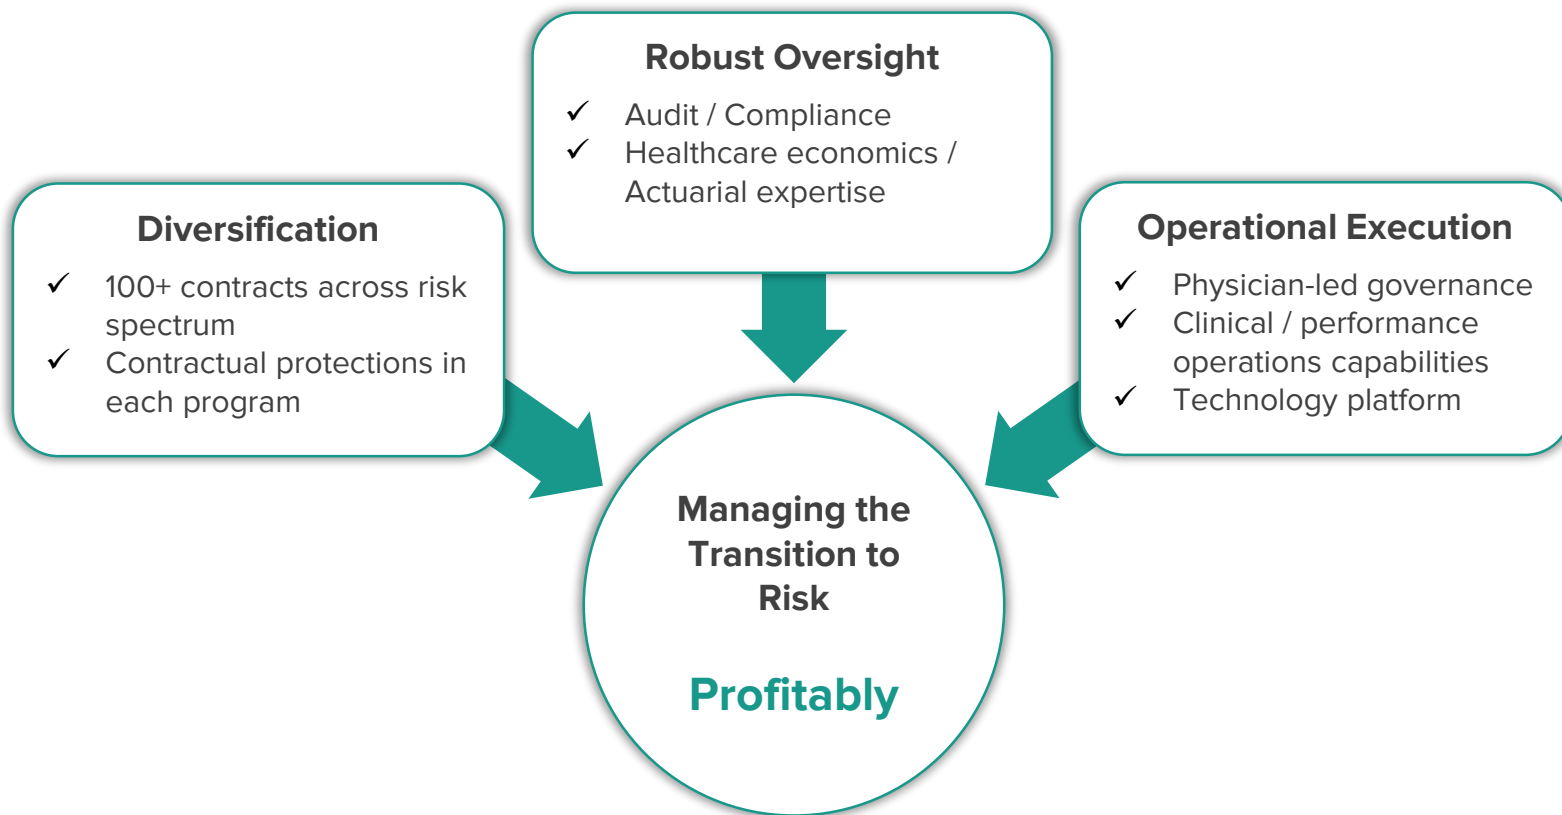 Robust Oversight
✓ Audit / Compliance
✓ Healthcare economics /
Actuarial expertise
Diversification
✓ 100+ contracts across risk
spectrum
✓ Contractual protections in
each program
Operational Execution
✓ Physician-led governance
✓ Clinical / performance
operations capabilities
✓ Technology platform
Managing the
Transition to
Risk
Profitably